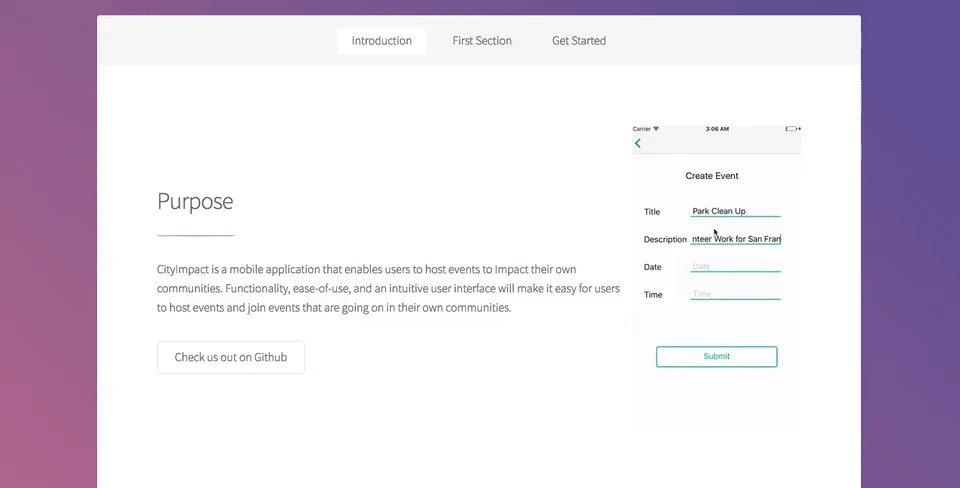 Introduction
First Section
Get Started
Purpose
CityImpact is a mobile application that enables users to host events to Impact their own
communities. Functionality, ease-of-use, and an intuitive user interface will make it easy for users
to host events and join events that are going on in their own communities.
Check us out on Github
Carrier
3:06 AM
Create Event
Title
Park Clean Up
Description
nteer Work for San Fran
Date
Date
Time
Time
Submit